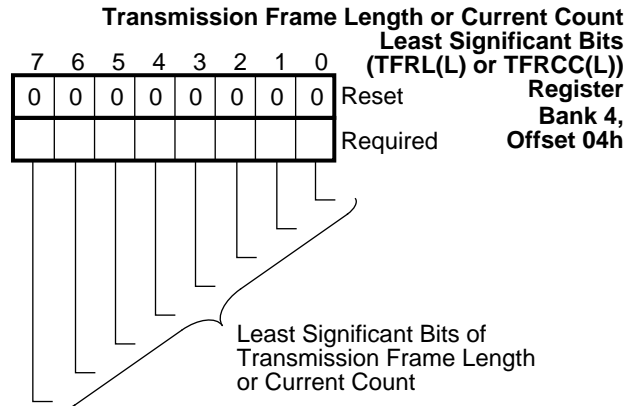 Transmission Frame Length or Current Count
Least Significant Bits
(TFRL(L) or TFRCC(L))
Register
Bank 4,
Offset 04h
7 6 5 4 3 2 1 0
0 0 0 0 0 0 0 0 Reset
Required
Least Significant Bits of
Transmission Frame Length
or Current Count